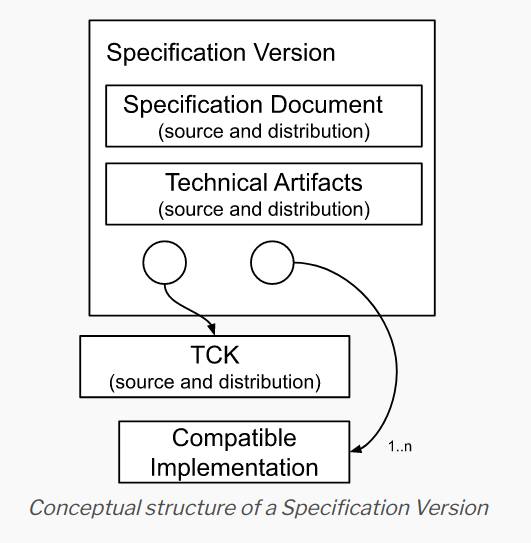 Specification Version
Specification Document
(source and distribution)
Technical Artifacts
(source and distribution)
TCK
(source and distribution)
Compatible
Implementation
1..n
Conceptual structure of a Specification Version